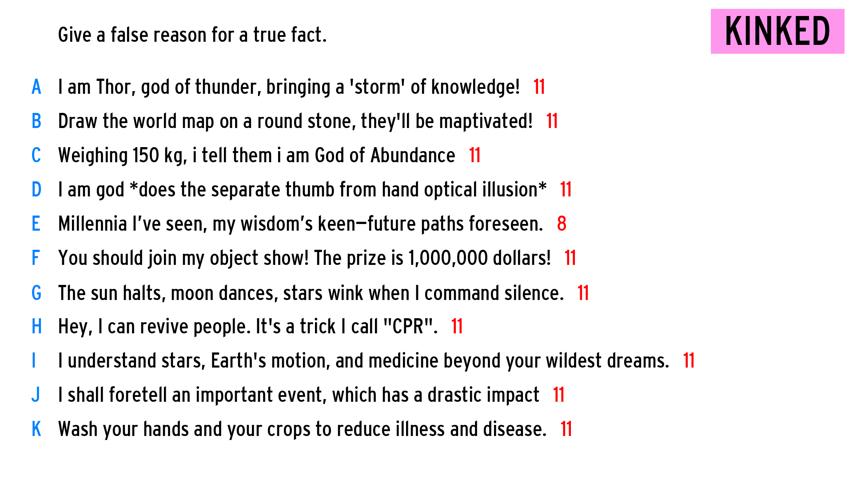 Give a false reason for a true fact.
KINKED
A I am Thor, god of thunder, bringing a 'storm' of knowledge! 11
B Draw the world map on a round stone, they'll be maptivated! 11
C Weighing 150 kg, i tell them i am God of Abundance 11
D I am god *does the separate thumb from hand optical illusion* 11
E Millennia I’ve seen, my wisdom’s keen—future paths foreseen. 8
F You should join my object show! The prize is 1,000,000 dollars! 11
G The sun halts, moon dances, stars wink when I command silence. 11
H Hey, I can revive people. It's a trick I call "CPR". 11
I I understand stars, Earth's motion, and medicine beyond your wildest dreams. 11
J I shall foretell an important event, which has a drastic impact 11
K Wash your hands and your crops to reduce illness and disease. 11